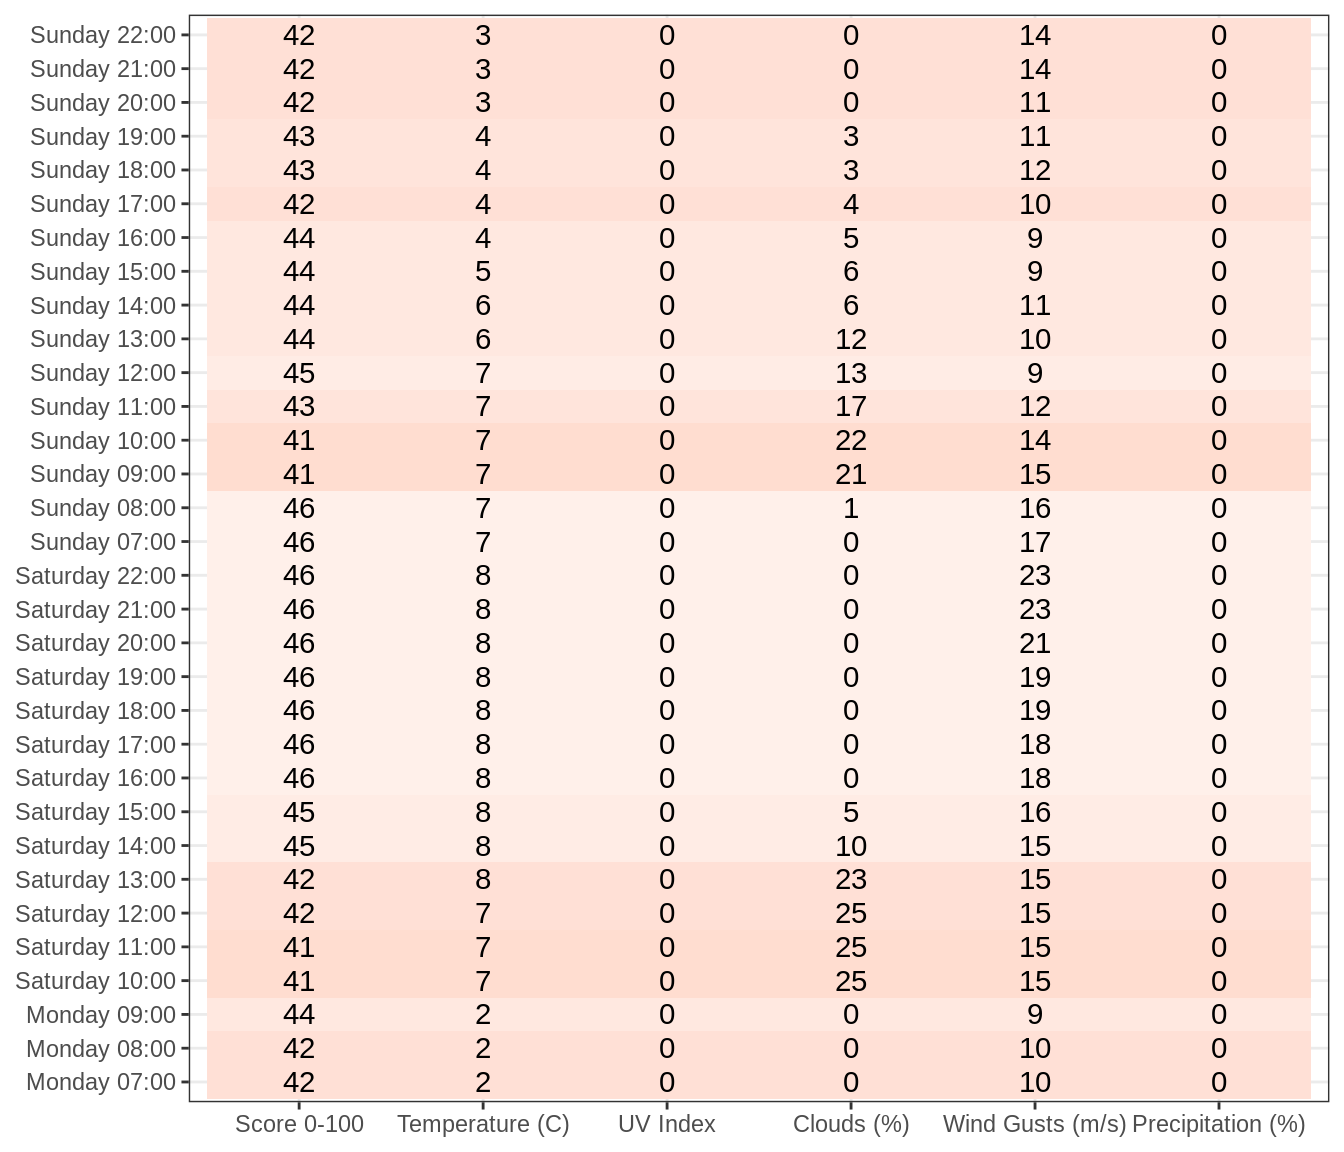 Sunday 22:00 42 3 0 0 14 0
Sunday 21:00 42 3 0 0 14 0
Sunday 20:00 42 3 0 0 11 0
Sunday 19:00 43 4 0 3 11 0
Sunday 18:00 43 4 0 3 12 0
Sunday 17:00 42 4 0 4 10 0
Sunday 16:00 44 4 0 5 9 0
Sunday 15:00 44 5 0 6 9 0
Sunday 14:00 44 6 0 6 11 0
Sunday 13:00 44 6 0 12 10 0
Sunday 12:00 45 7 0 13 9 0
Sunday 11:00 43 7 0 17 12 0
Sunday 10:00 41 7 0 22 14 0
Sunday 09:00 41 7 0 21 15 0
Sunday 08:00 46 7 0 1 16 0
Sunday 07:00 46 7 0 0 17 0
Saturday 22:00 46 8 0 0 23 0
Saturday 21:00 46 8 0 0 23 0
Saturday 20:00 46 8 0 0 21 0
Saturday 19:00 46 8 0 0 19 0
Saturday 18:00 46 8 0 0 19 0
Saturday 17:00 46 8 0 0 18 0
Saturday 16:00 46 8 0 0 18 0
Saturday 15:00 45 8 0 5 16 0
Saturday 14:00 45 8 0 10 15 0
Saturday 13:00 42 8 0 23 15 0
Saturday 12:00 42 7 0 25 15 0
Saturday 11:00 41 7 0 25 15 0
Saturday 10:00 41 7 0 25 15 0
Monday 09:00 44 2 0 0 9 0
Monday 08:00 42 2 0 0 10 0
Monday 07:00 42 2 0 0 10 0
Score 0-100 Temperature (C) UV Index Clouds (%) Wind Gusts (m/s) Precipitation (%)